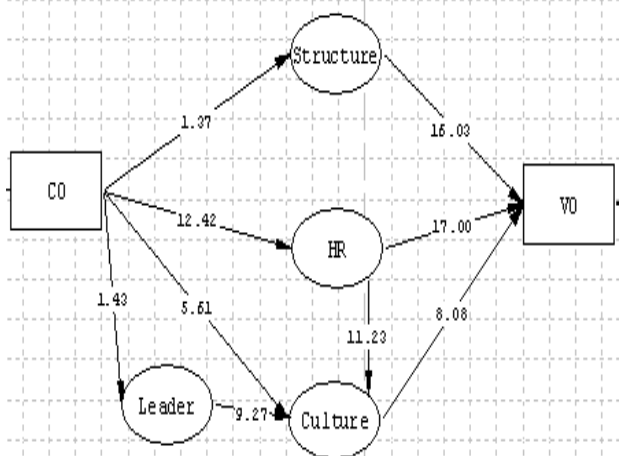 Structure
1.37
15.03
CO
VO
12.42
HR
17.00
1.43
5.61
11.23
8.08
Leader
9.27
Culture